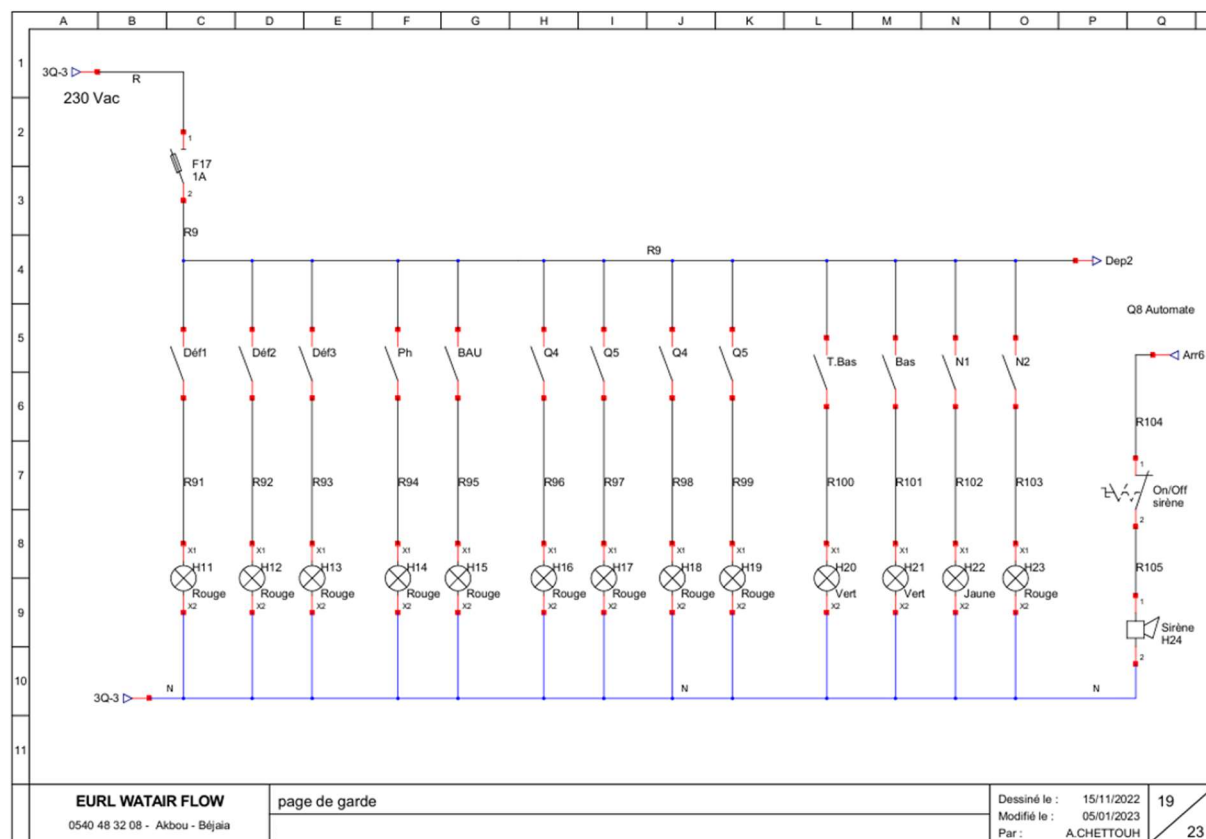 A B C D E F G H I J K L M N O P Q
1
3Q-3 R
230 Vac
2
1
F17
1A
3
2
R9
R9
4
Dep2
Q8 Automate
5
Déf1 Déf2 Déf3 Ph BAU Q4 Q5 Q4 Q5 T.Bas Bas N1 N2
Arr6
6
R104
7
1
R91 R92 R93 R94 R95 R96 R97 R98 R99 R100 R101 R102 R103
On/Off
sirène
2
8
X1 X1 X1 X1 X1 X1 X1 X1 X1 X1 X1 X1 X1
H11 H12 H13 H14 H15 H16 H17 H18 H19 H20 H21 H22 H23
R105
Rouge Rouge Rouge Rouge Rouge Rouge Rouge Rouge Rouge Vert Vert Jaune Rouge
9
X2 X2 X2 X2 X2 X2 X2 X2 X2 X2 X2 X2 X2
1
Sirène
H24
2
10
3Q-3 N N N
11
EURL WATAIR FLOW
0540 48 32 08 - Akbou - Béjaia
page de garde
Dessiné le : 15/11/2022
Modifié le : 05/01/2023
Par : A.CHETTOUH
19
23